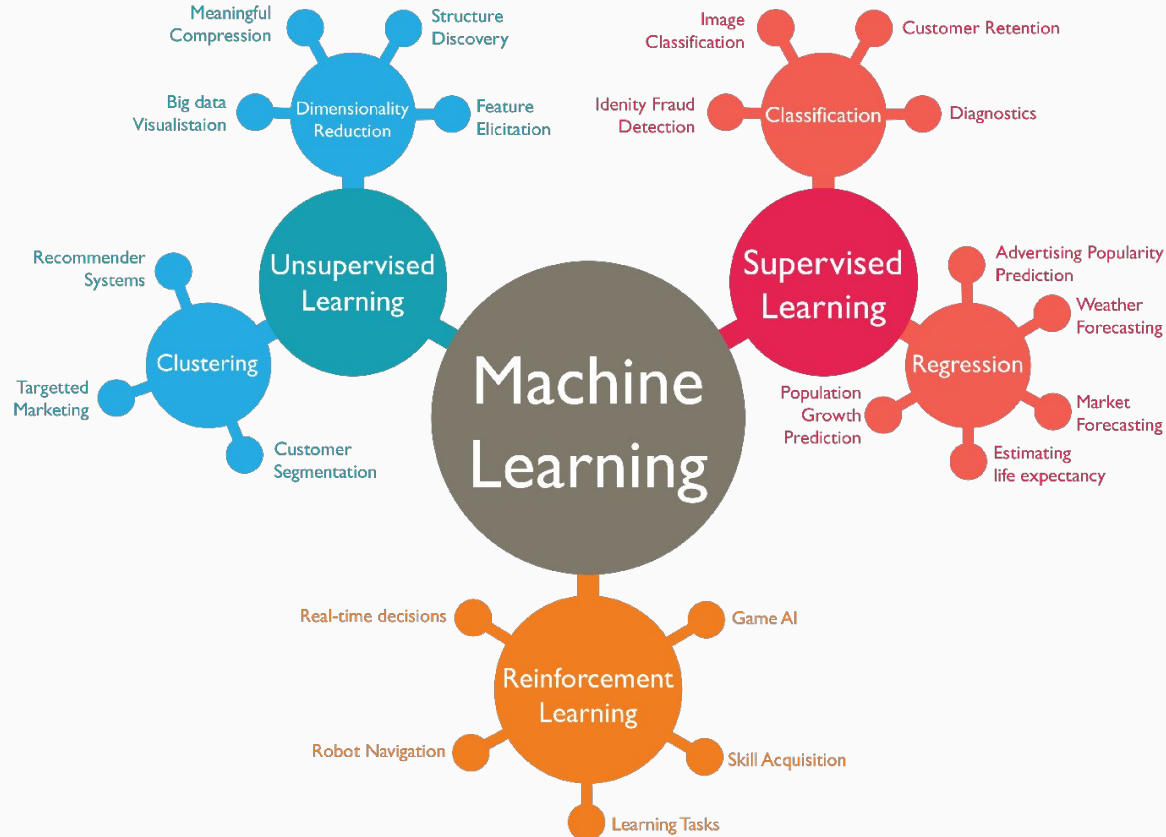 Meaningful
Compression
Structure
Discovery
Big data
Visualistaion
Dimensionality
Reduction
Feature
Elicitation
Image
Classification
Customer Retention
Idenity Fraud
Detection
Classification
Diagnostics
Recommender
Systems
Unsupervised
Learning
Clustering
Targetted
Marketing
Customer
Segmentation
Machine
Learning
Supervised
Learning
Advertising Popularity
Prediction
Weather
Forecasting
Regression
Population
Growth
Prediction
Market
Forecasting
Estimating
life expectancy
Real-time decisions
Game AI
Reinforcement
Learning
Robot Navigation
Skill Acquisition
Learning Tasks